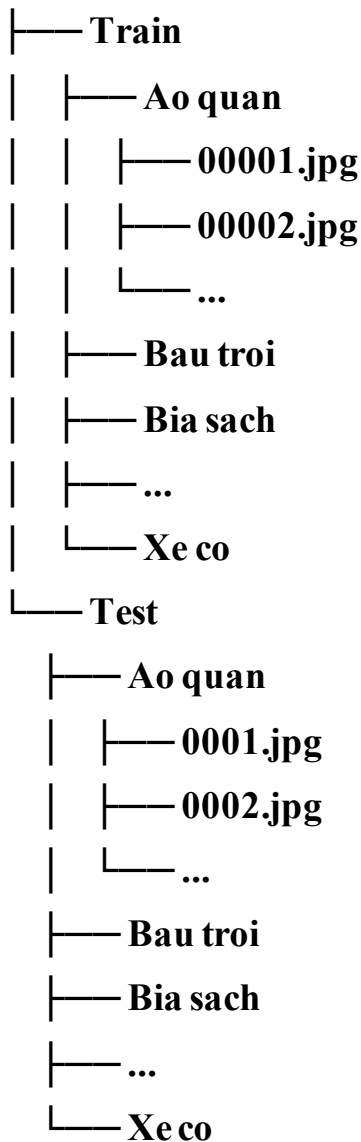 ├── Train
│ ├── Ao quan
│ │ ├── 00001.jpg
│ │ ├── 00002.jpg
│ │ └── ...
│ ├── Bau troi
│ ├── Bia sach
│ ├── ...
│ └── Xe co
└── Test
├── Ao quan
│ ├── 0001.jpg
│ ├── 0002.jpg
│ └── ...
├── Bau troi
├── Bia sach
├── ...
└── Xe co